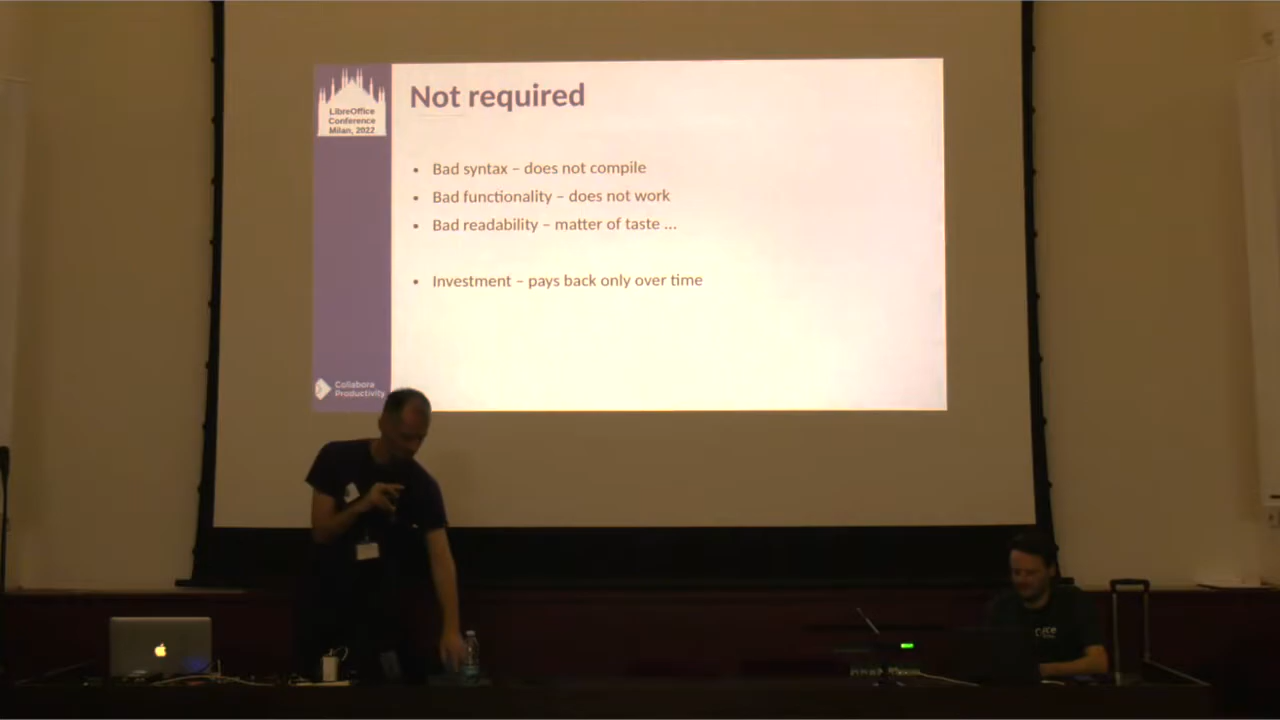 LibreOffice
Conference
Milan, 2022
Not required
• Bad syntax – does not compile
• Bad functionality – does not work
• Bad readability – matter of taste ...
• Investment – pays back only over time
Collabora
Productivity